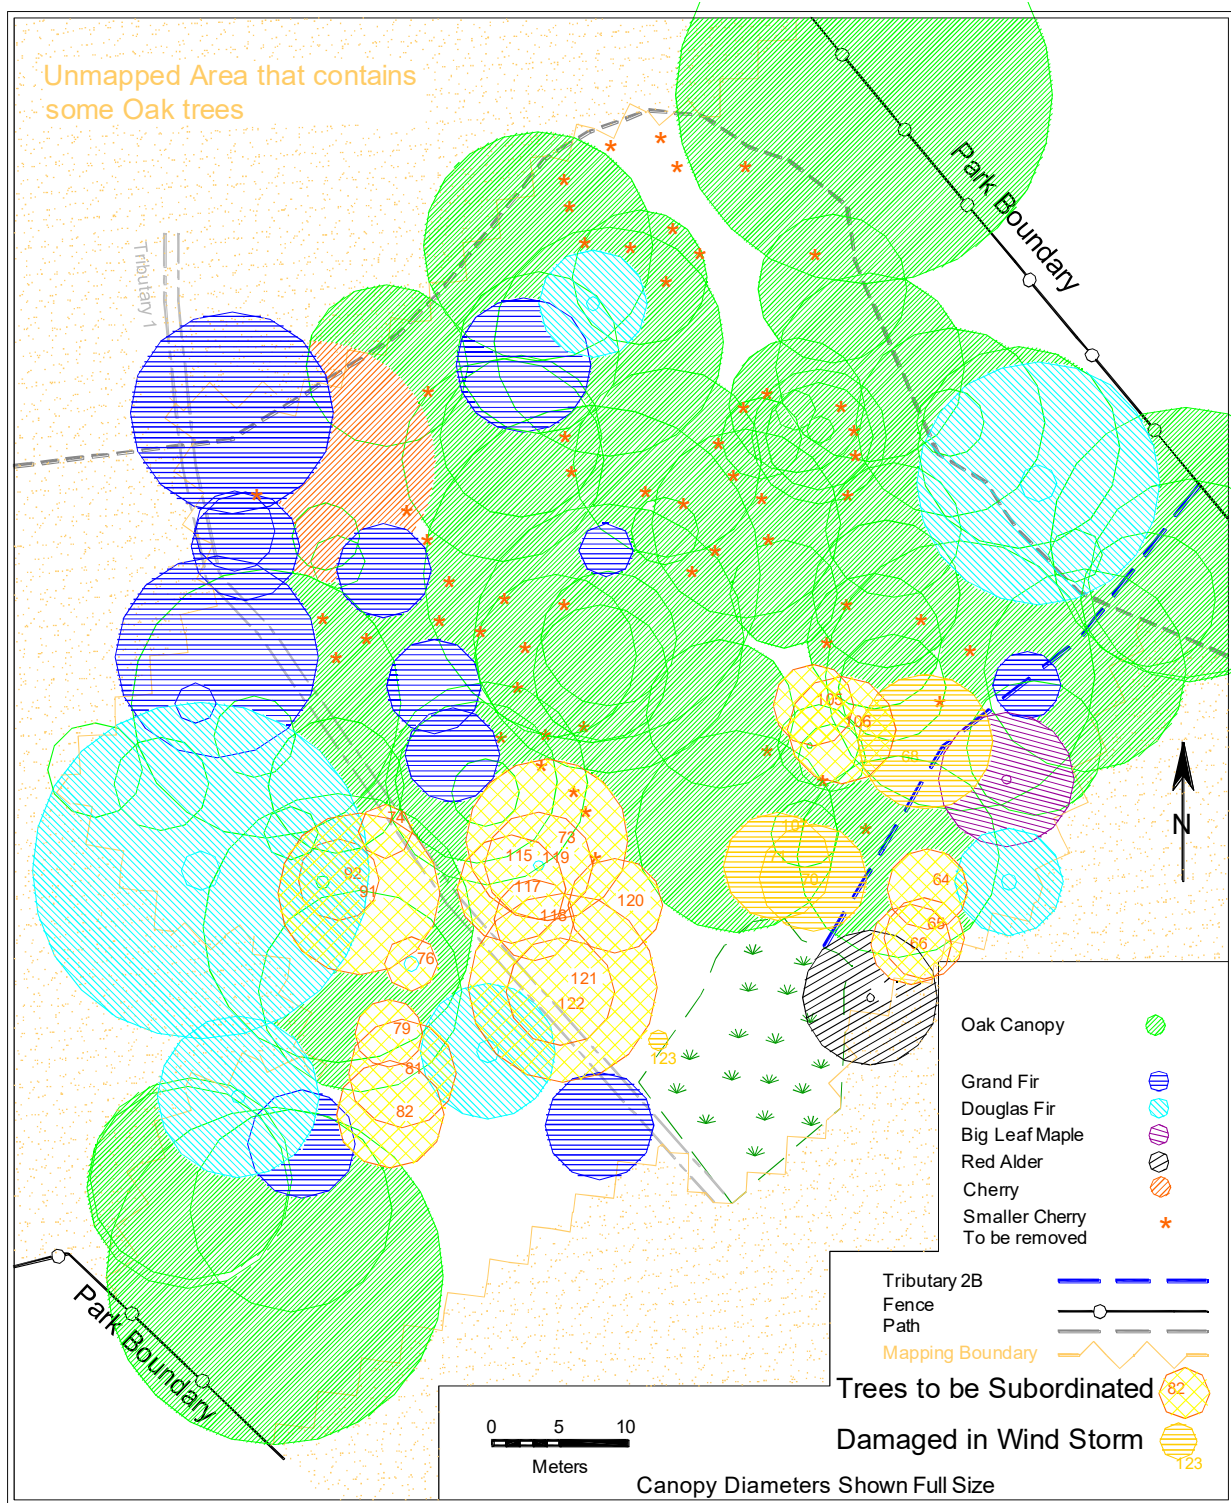 Unmapped Area that contains
some Oak trees
Park Boundary
Tributary 1
105
106
68
107
70
74
73
115
119
92
91
117
118
120
64
65
66
76
121
122
79
123
81
82
N
Oak Canopy
Grand Fir
Douglas Fir
Big Leaf Maple
Red Alder
Cherry
Smaller Cherry
To be removed
Tributary 2B
Fence
Path
Mapping Boundary
Park Boundary
Trees to be Subordinated 82
Damaged in Wind Storm
123
0 5 10
Meters
Canopy Diameters Shown Full Size